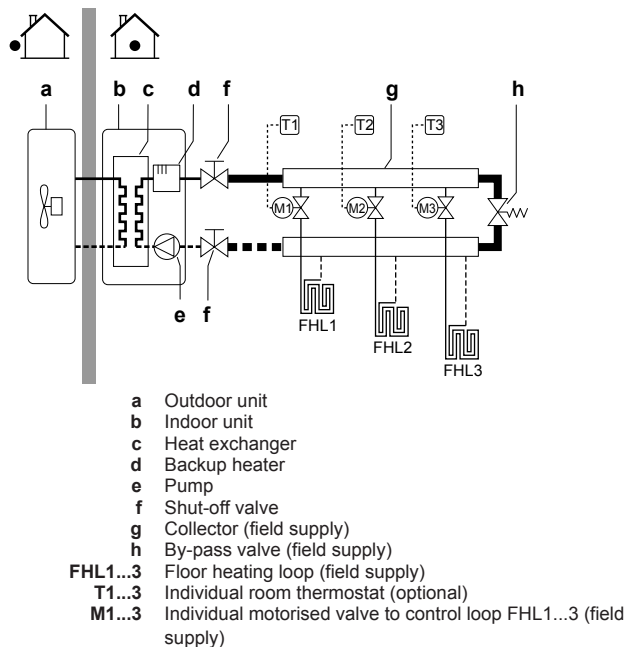 a b c d f g h
T1 T2 T3
M1 M2 M3
e f
FHL1
FHL2
FHL3
a Outdoor unit
b Indoor unit
c Heat exchanger
d Backup heater
e Pump
f Shut-off valve
g Collector (field supply)
h By-pass valve (field supply)
FHL1...3 Floor heating loop (field supply)
T1...3 Individual room thermostat (optional)
M1...3 Individual motorised valve to control loop FHL1...3 (field
supply)